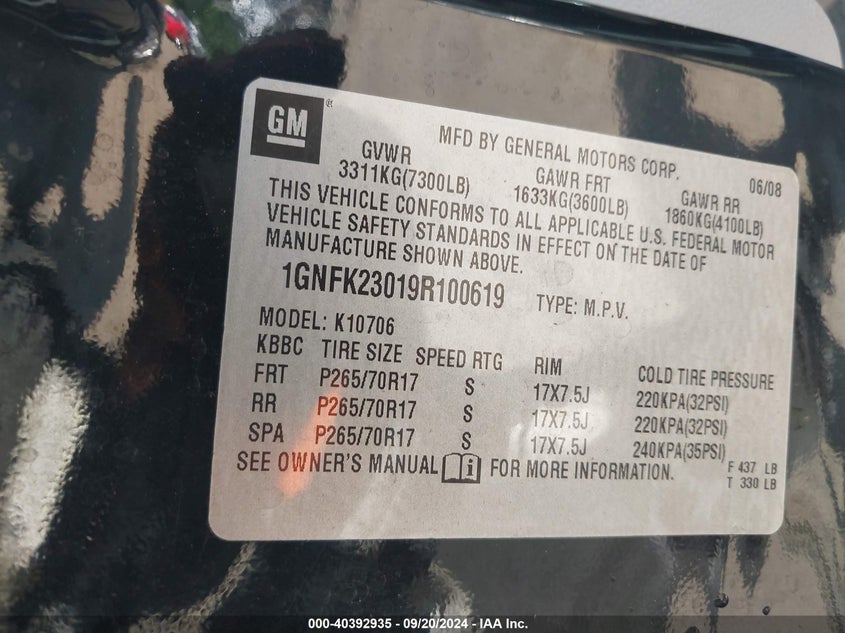 GM ®
MFD BY GENERAL MOTORS CORP. 06/08
GVWR GAWR FRT GAWR RR
3311KG(7300LB) 1633KG(3600LB) 1860KG(4100LB)
THIS VEHICLE CONFORMS TO ALL APPLICABLE U.S. FEDERAL MOTOR
VEHICLE SAFETY STANDARDS IN EFFECT ON THE DATE OF
MANUFACTURE SHOWN ABOVE.
1GNFK23019R100619 TYPE: M.P.V.
MODEL: K10706
KBBC TIRE SIZE SPEED RTG RIM COLD TIRE PRESSURE
FRT P265/70R17 S 17X7.5J 220KPA(32PSI)
RR P265/70R17 S 17X7.5J 220KPA(32PSI)
SPA P265/70R17 S 17X7.5J 240KPA(35PSI)
SEE OWNER'S MANUAL i FOR MORE INFORMATION.
F 437 LB
T 330 LB
000-40392935 - 09/20/2024 - IAA Inc.